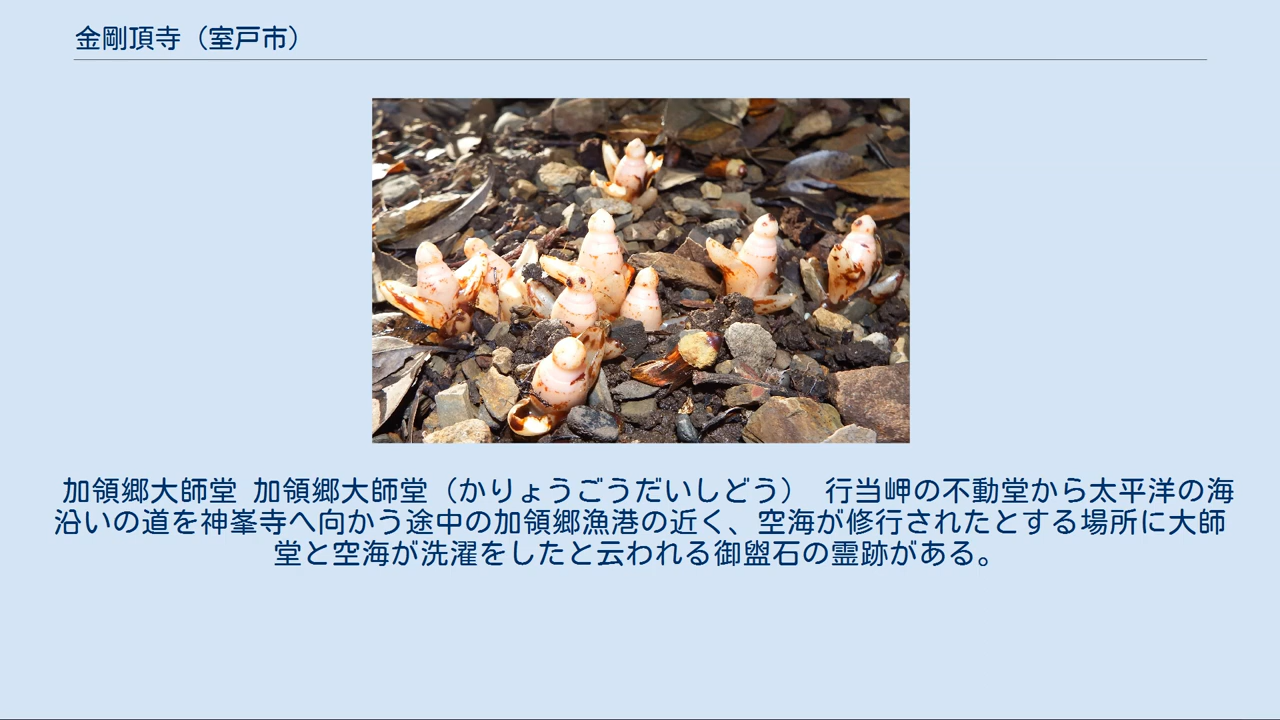 金剛頂寺（室戸市）
加領郷大師堂 加領郷大師堂（かりょうごうだいしどう） 行当岬の不動堂から太平洋の海
沿いの道を神峯寺へ向かう途中の加領郷漁港の近く、空海が修行されたとする場所に大師
堂と空海が洗濯をしたと云われる御盥石の霊跡がある。